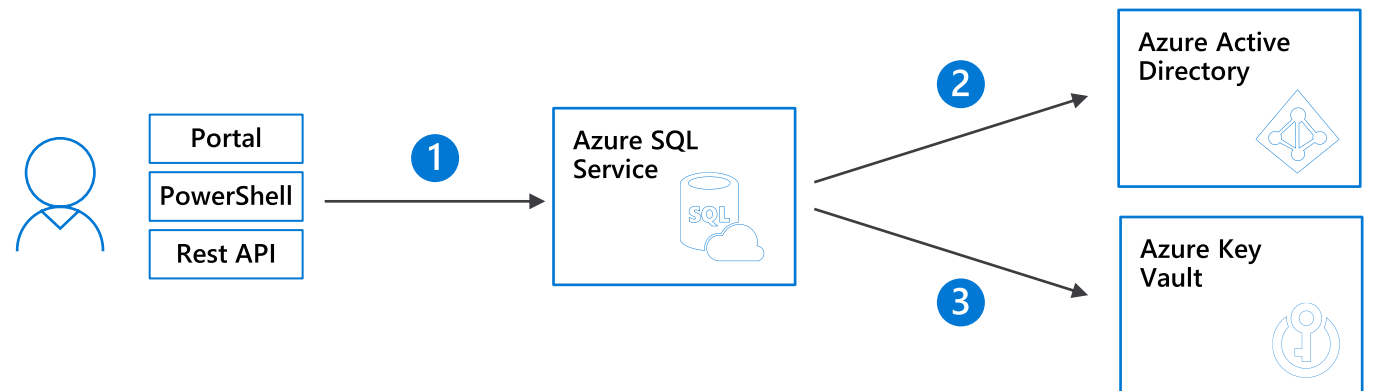 Portal
PowerShell
Rest API
1
Azure SQL
Service
SQL
2
3
Azure Active
Directory
Azure Key
Vault